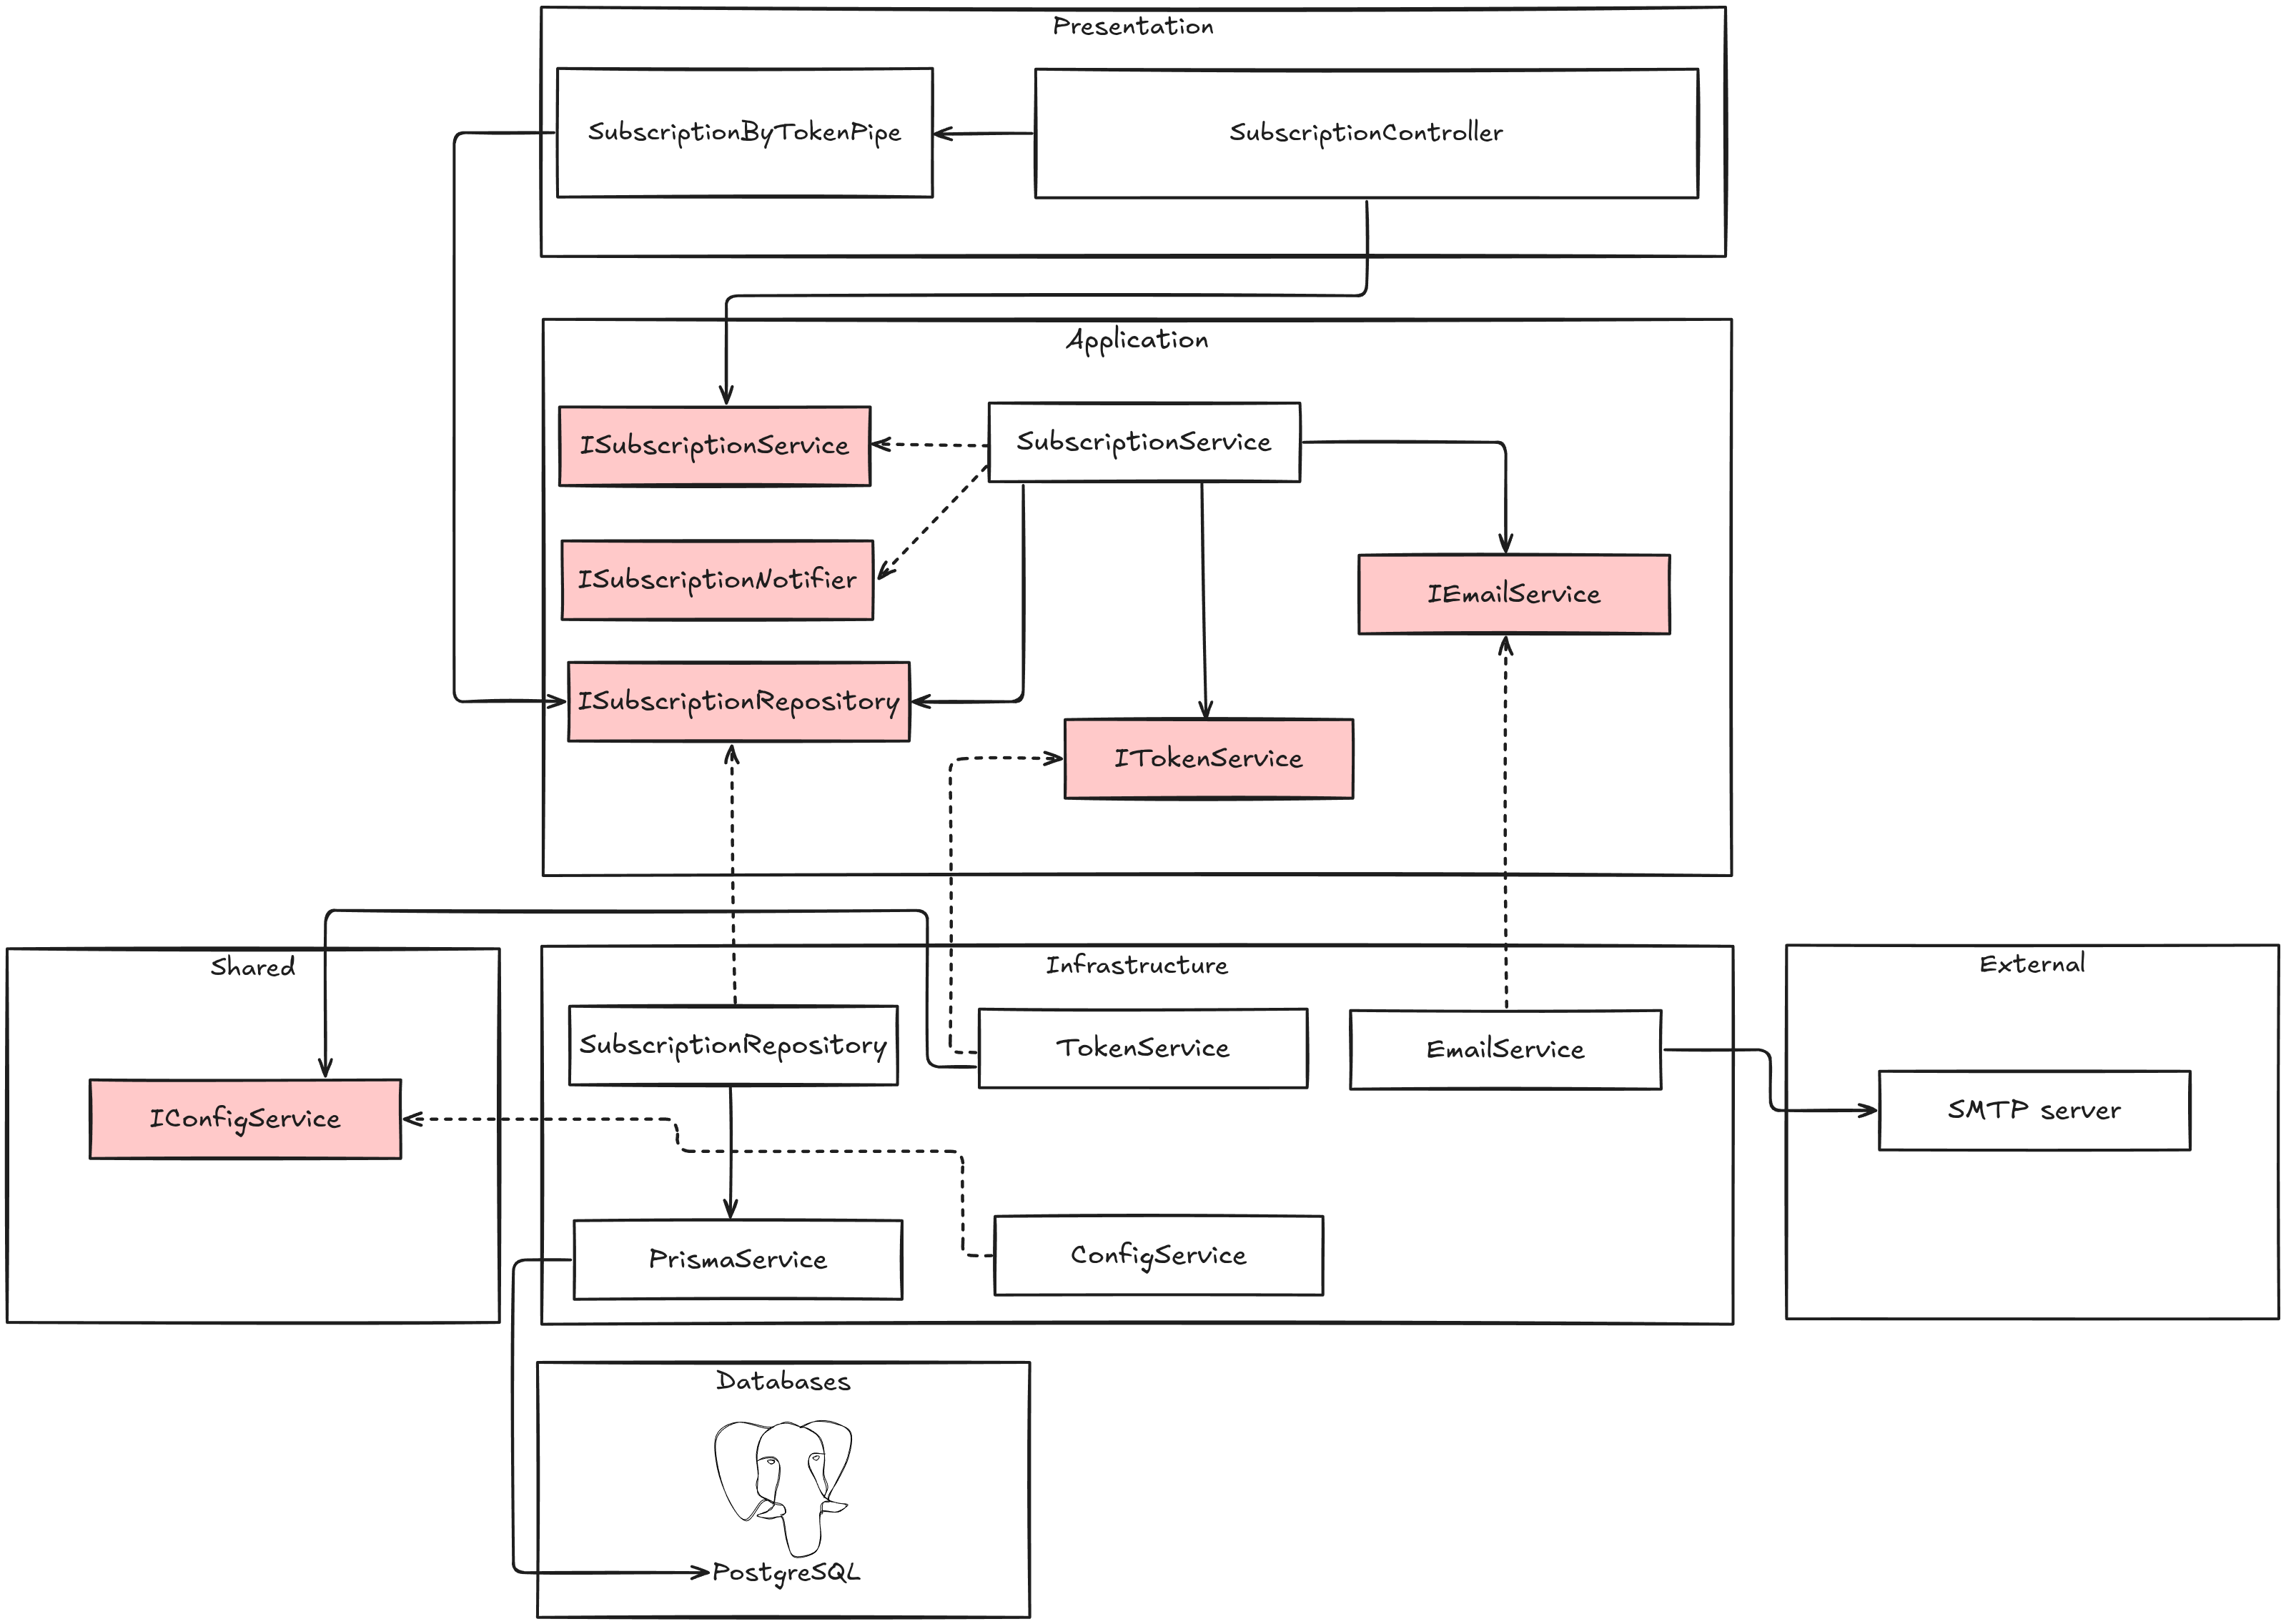 Presentation
SubscriptionByTokenPipe
SubscriptionController
Application
ISubscriptionService
SubscriptionService
ISubscriptionNotifier
IEmailService
ISubscriptionRepository
ITokenService
Shared
Infrastructure
External
SubscriptionRepository
TokenService
EmailService
IConfigService
SMTP server
PrismaService
ConfigService
Databases
PostgreSQL